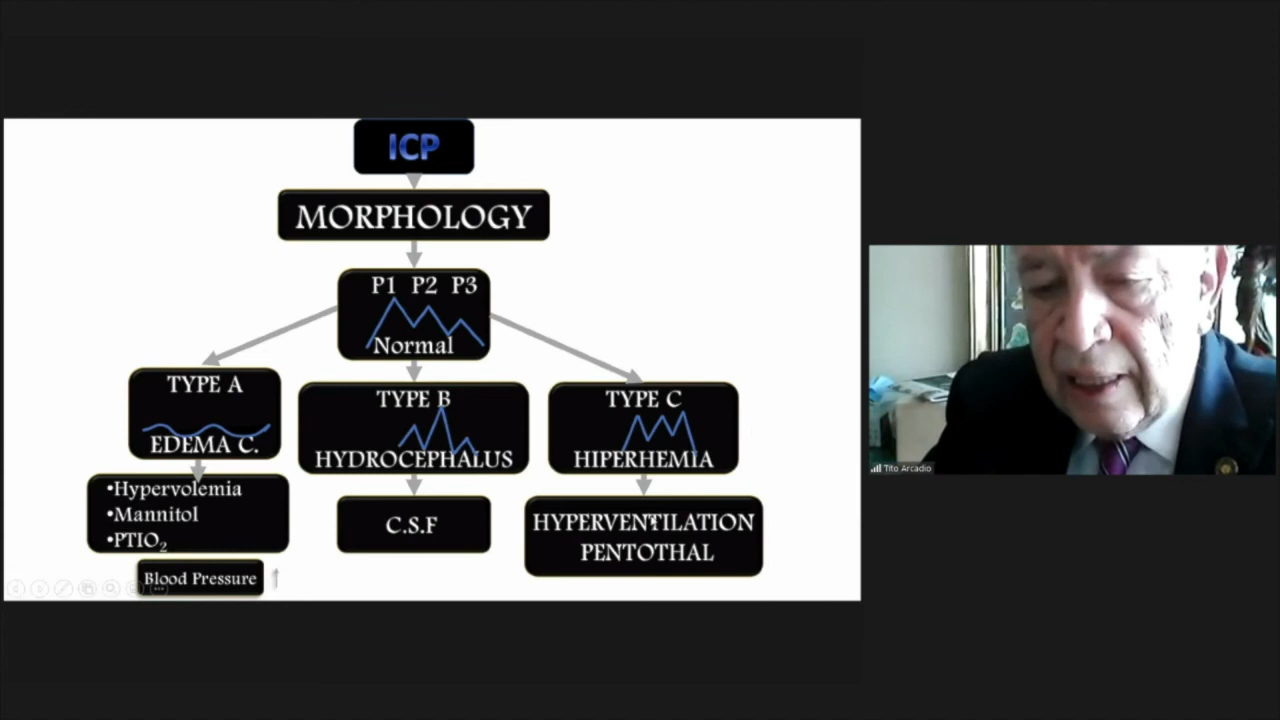 ICP
MORPHOLOGY
P1 P2 P3
Normal
TYPE A
EDEMA C.
•Hypervolemia
•Mannitol
•PTIO₂
Blood Pressure
TYPE B
HYDROCEPHALUS
C.S.F
TYPE C
HIPERHEMIA
HYPERVENTILATION
PENTOTHAL
Tito Arcadio